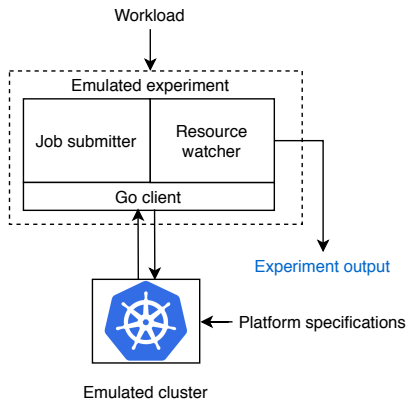 Workload
Emulated experiment
Job submitter
Resource
watcher
Go client
Experiment output
Platform specifications
Emulated cluster